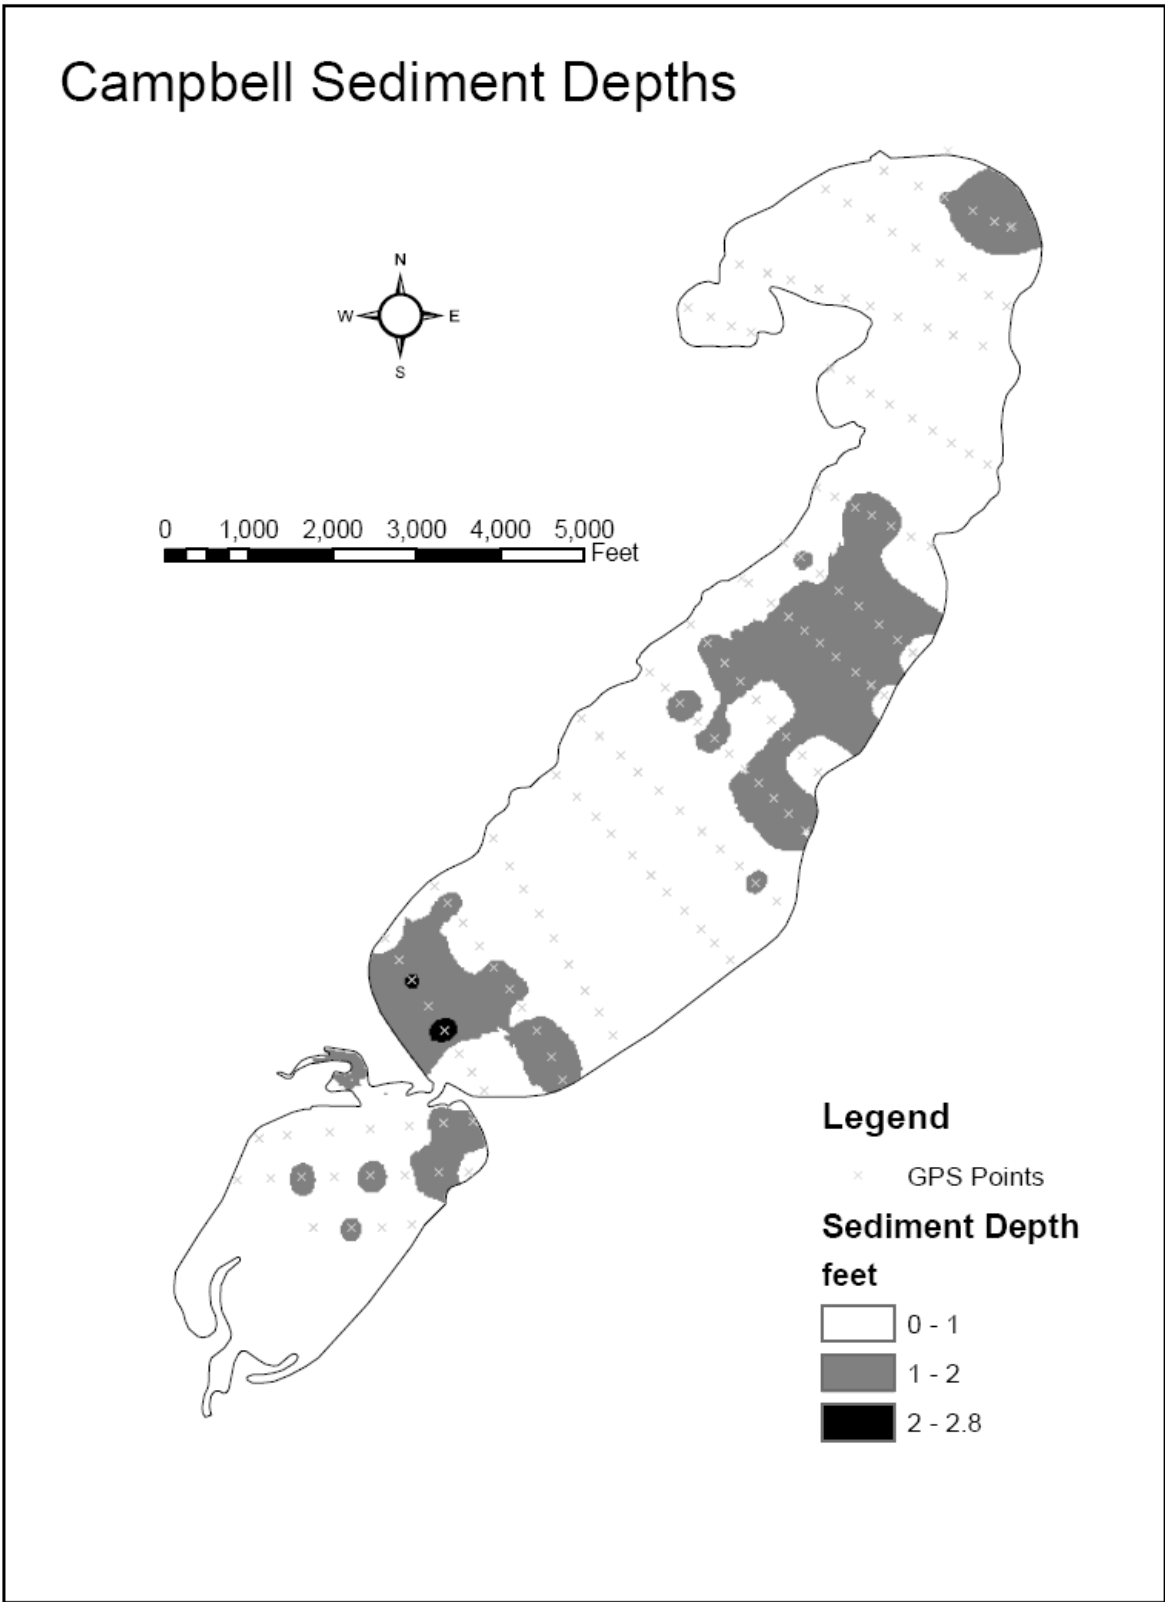 Campbell Sediment Depths
N
W E
S
0 1,000 2,000 3,000 4,000 5,000
Feet
Legend
GPS Points
Sediment Depth
feet
0 - 1
1 - 2
2 - 2.8